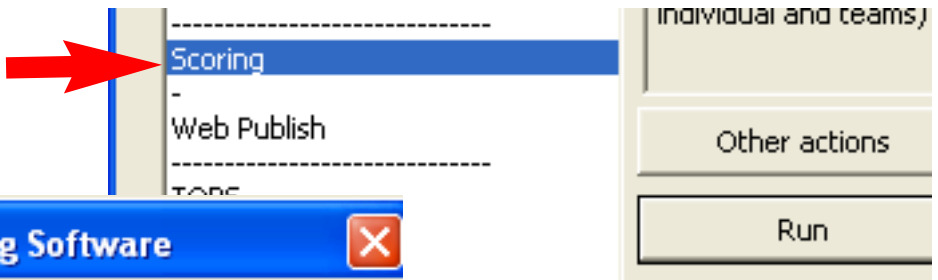 individual and teams)
------------------------------
Scoring
-
Web Publish
------------------------------
Other actions
Run
g Software